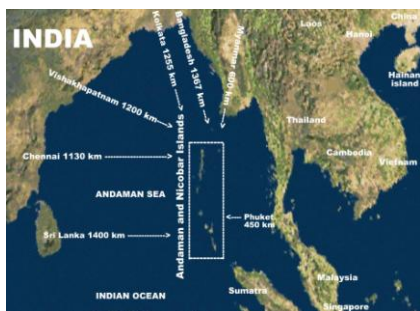 INDIA
Kolkata 1255 km
Bangladesh 1367 km
Myanmar 600 km
Vishakhapatnam 1200 km
Chennai 1130 km
ANDAMAN SEA
Sri Lanka 1400 km
INDIAN OCEAN
Andaman and Nicobar Islands
Phuket
450 km
Laos
China
Hanoi
Hainan
island
Thailand
Cambodia
Vietnam
Malaysia
Sumatra
Singapore